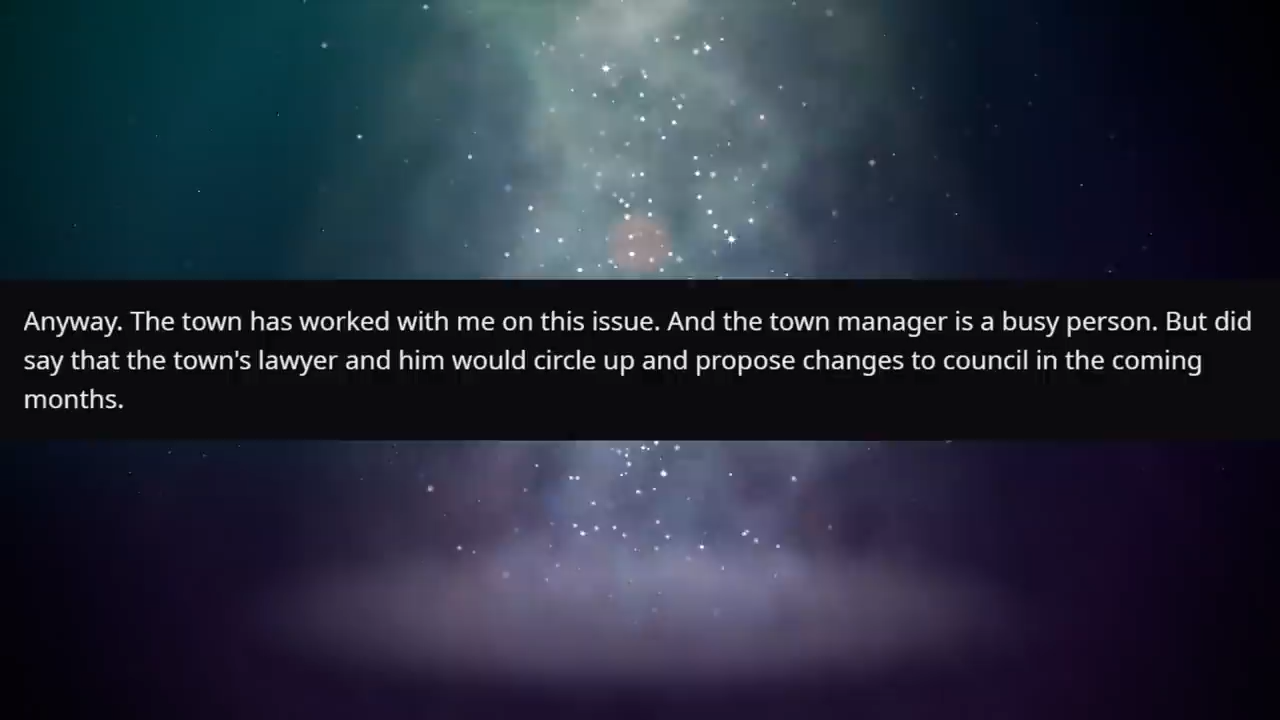 Anyway. The town has worked with me on this issue. And the town manager is a busy person. But did
say that the town's lawyer and him would circle up and propose changes to council in the coming
months.